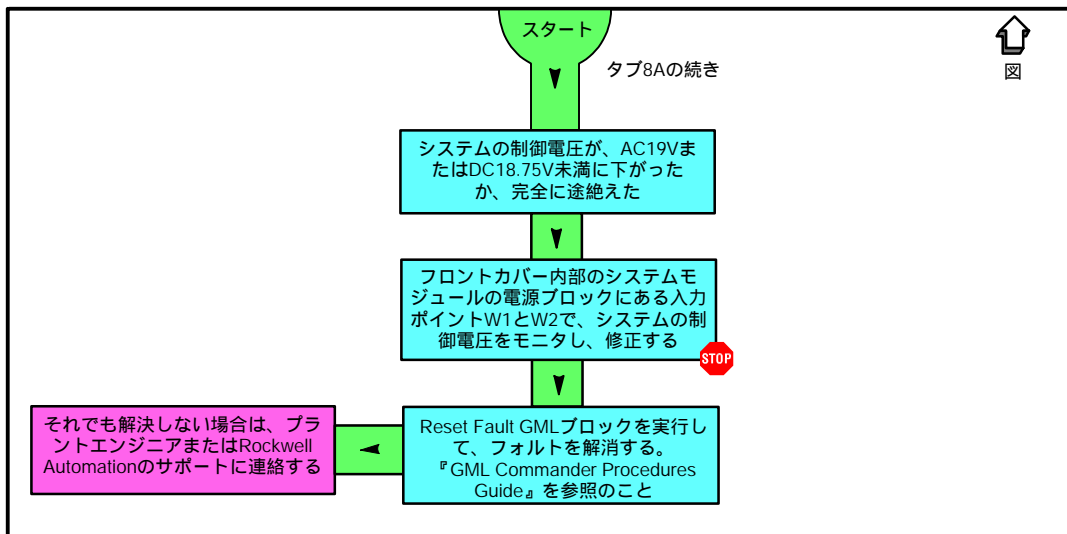 スタート
図
タブ8Aの続き
システムの制御電圧が、AC19Vま
たはDC18.75V未満に下がった
か、完全に途絶えた
フロントカバー内部のシステムモ
ジュールの電源ブロックにある入力
ポイントW1とW2で、システムの制
御電圧をモニタし、修正する
STOP
Reset Fault GMLブロックを実行し
て、フォルトを解消する。
『GML Commander Procedures
Guide』を参照のこと
それでも解決しない場合は、プラ
ントエンジニアまたはRockwell
Automationのサポートに連絡する